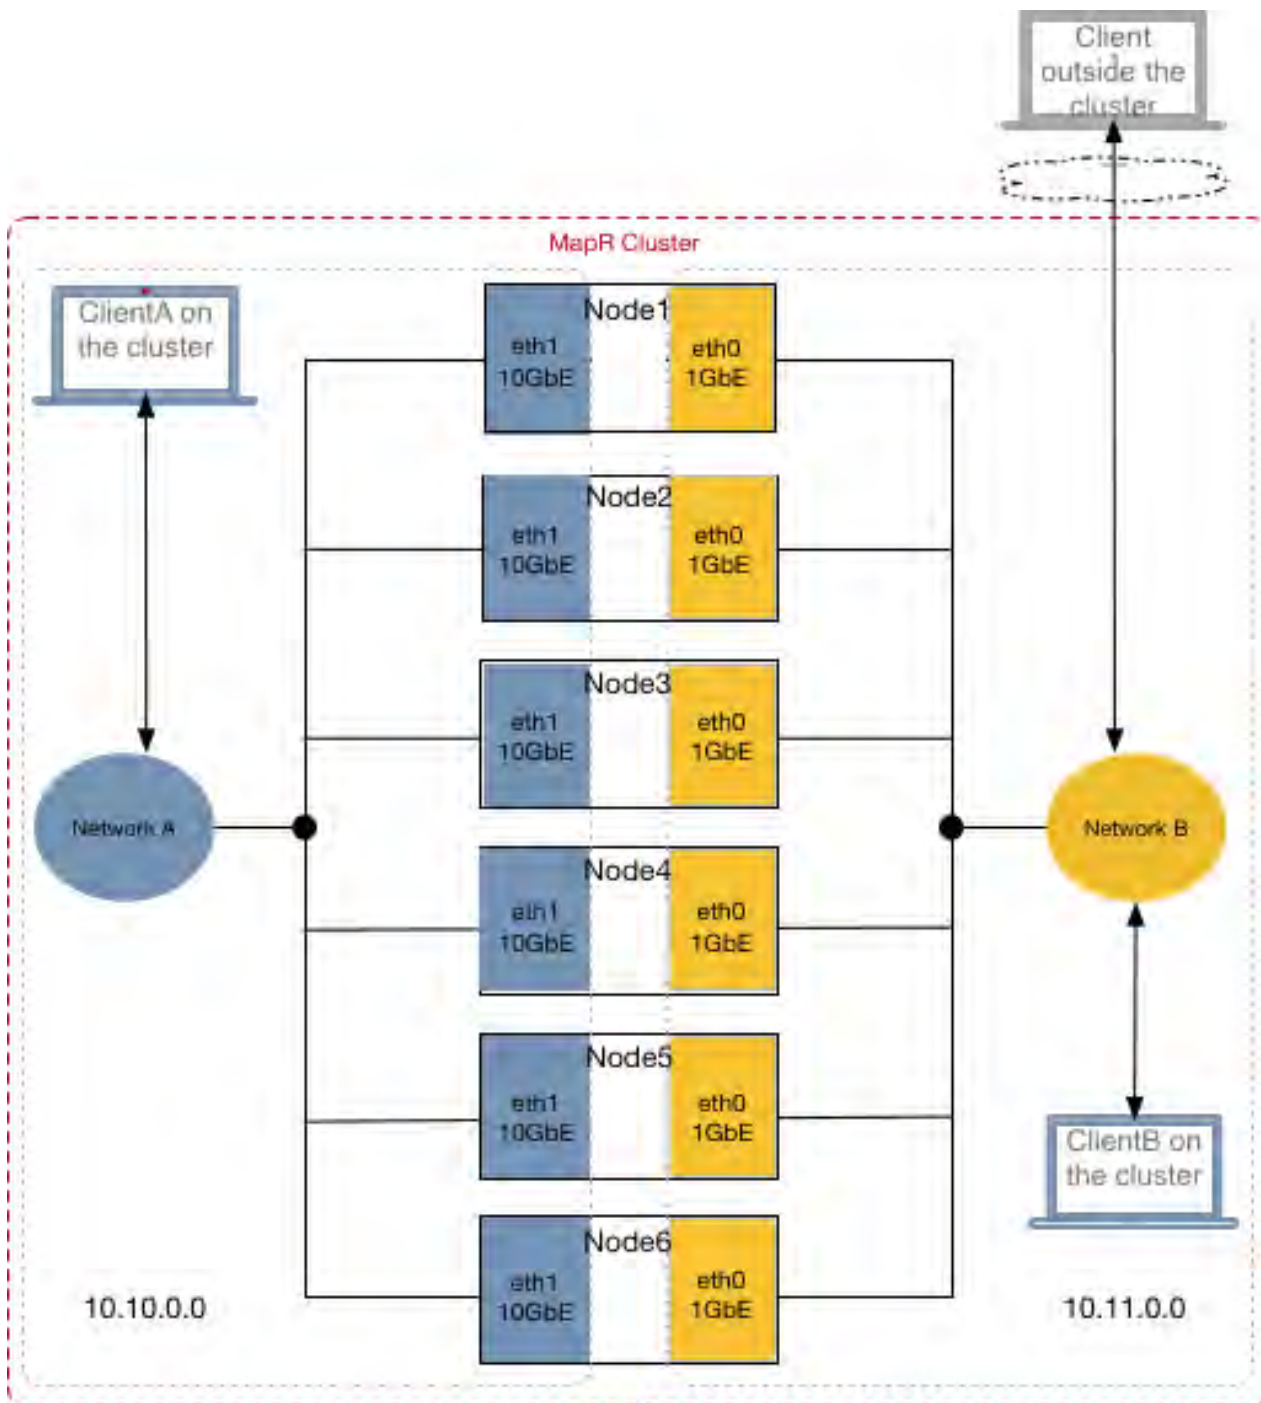 Client
outside the
cluster
MapR Cluster
ClientA on
the cluster
Node1
eth1
10GbE
eth0
1GbE
Node2
eth1
10GbE
eth0
1GbE
Node3
eth1
10GbE
eth0
1GbE
Network A
Network B
Node4
eth1
10GbE
eth0
1GbE
Node5
eth1
10GbE
eth0
1GbE
ClientB on
the cluster
Node6
eth1
10GbE
eth0
1GbE
10.10.0.0
10.11.0.0